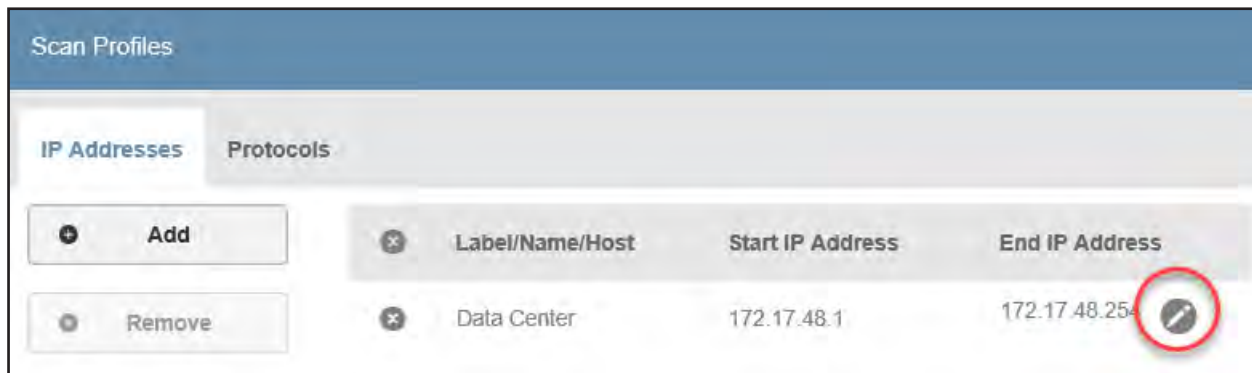 Scan Profiles
IP Addresses Protocols
Add Label/Name/Host Start IP Address End IP Address
Remove Data Center 172.17.48.1 172.17.48.254